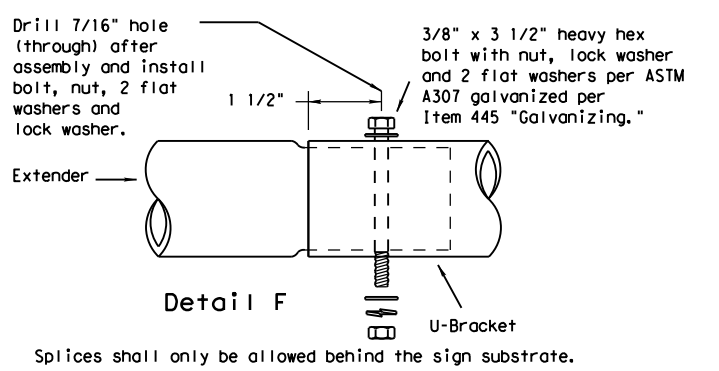 Drill 7/16" hole
(through) after
assembly and install
bolt, nut, 2 flat
washers and
lock washer.
3/8" x 3 1/2" heavy hex
bolt with nut, lock washer
and 2 flat washers per ASTM
A307 galvanized per
Item 445 "Galvanizing."
1 1/2"
Extender
Detail F
U-Bracket
Splices shall only be allowed behind the sign substrate.